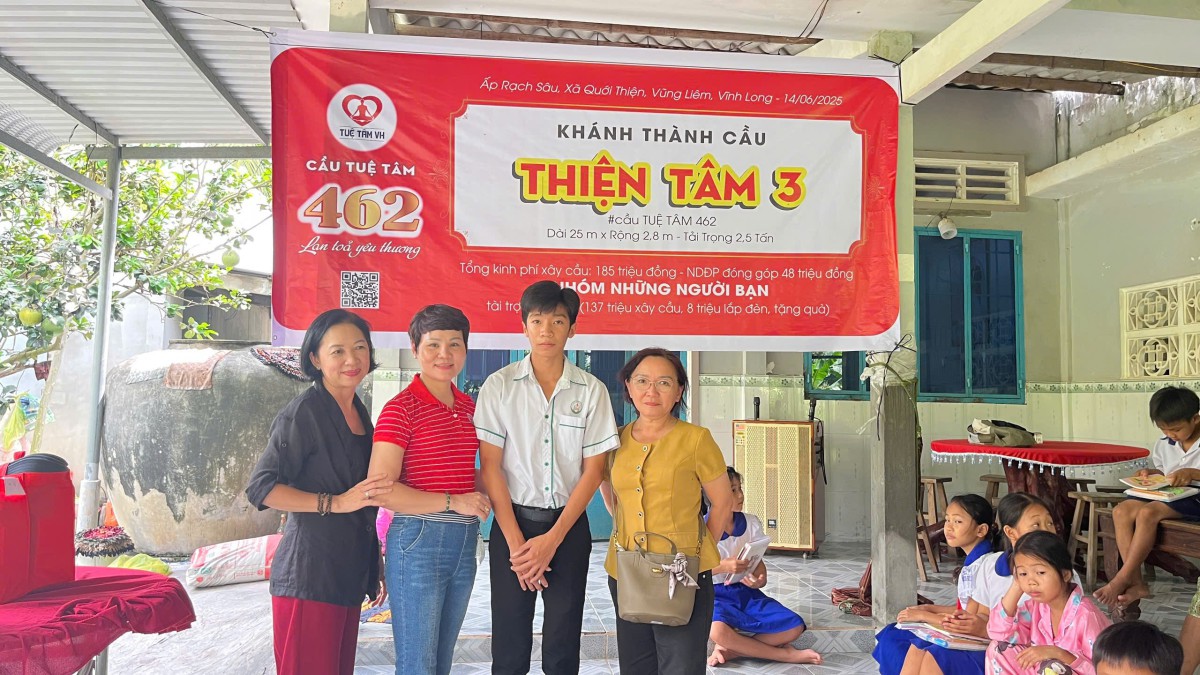 Ấp Rạch Sâu, Xã Quới Thiện, Vũng Liêm, Vĩnh Long - 14/06/2025
TUỆ TÂM VH
CẦU TUỆ TÂM
462
Lan toả yêu thương
KHÁNH THÀNH CẦU
THIỆN TÂM 3
#cầu TUỆ TÂM 462
Dài 25 m x Rộng 2,8 m - Tải Trọng 2,5 Tấn
Tổng kinh phí xây cầu: 185 triệu đồng - NDĐP đóng góp 48 triệu đồng
NHÓM NHỮNG NGƯỜI BẠN
tài trợ (137 triệu xây cầu, 8 triệu lắp đèn, tặng quà)
JBL